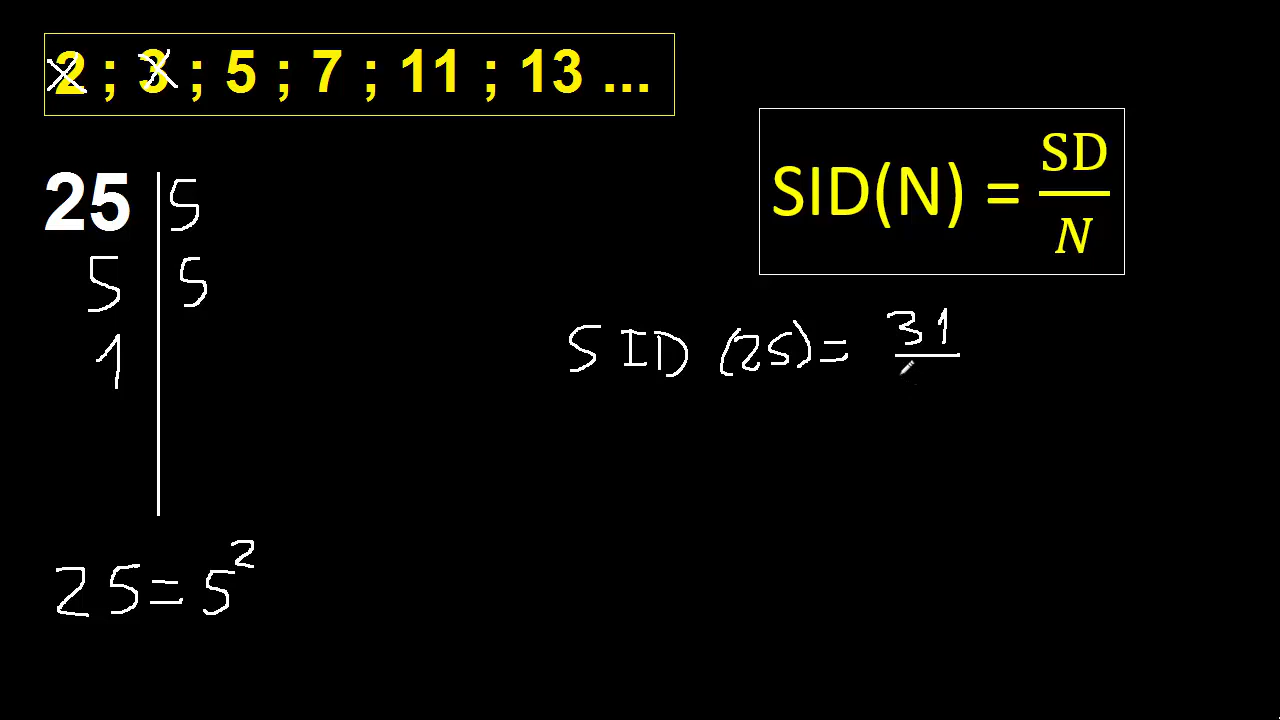 2 ; 3 ; 5 ; 7 ; 11 ; 13 ...
SID(N) = SD/N
25 | 5
5 | 5
1
SID (25) = 31
25 = 5²